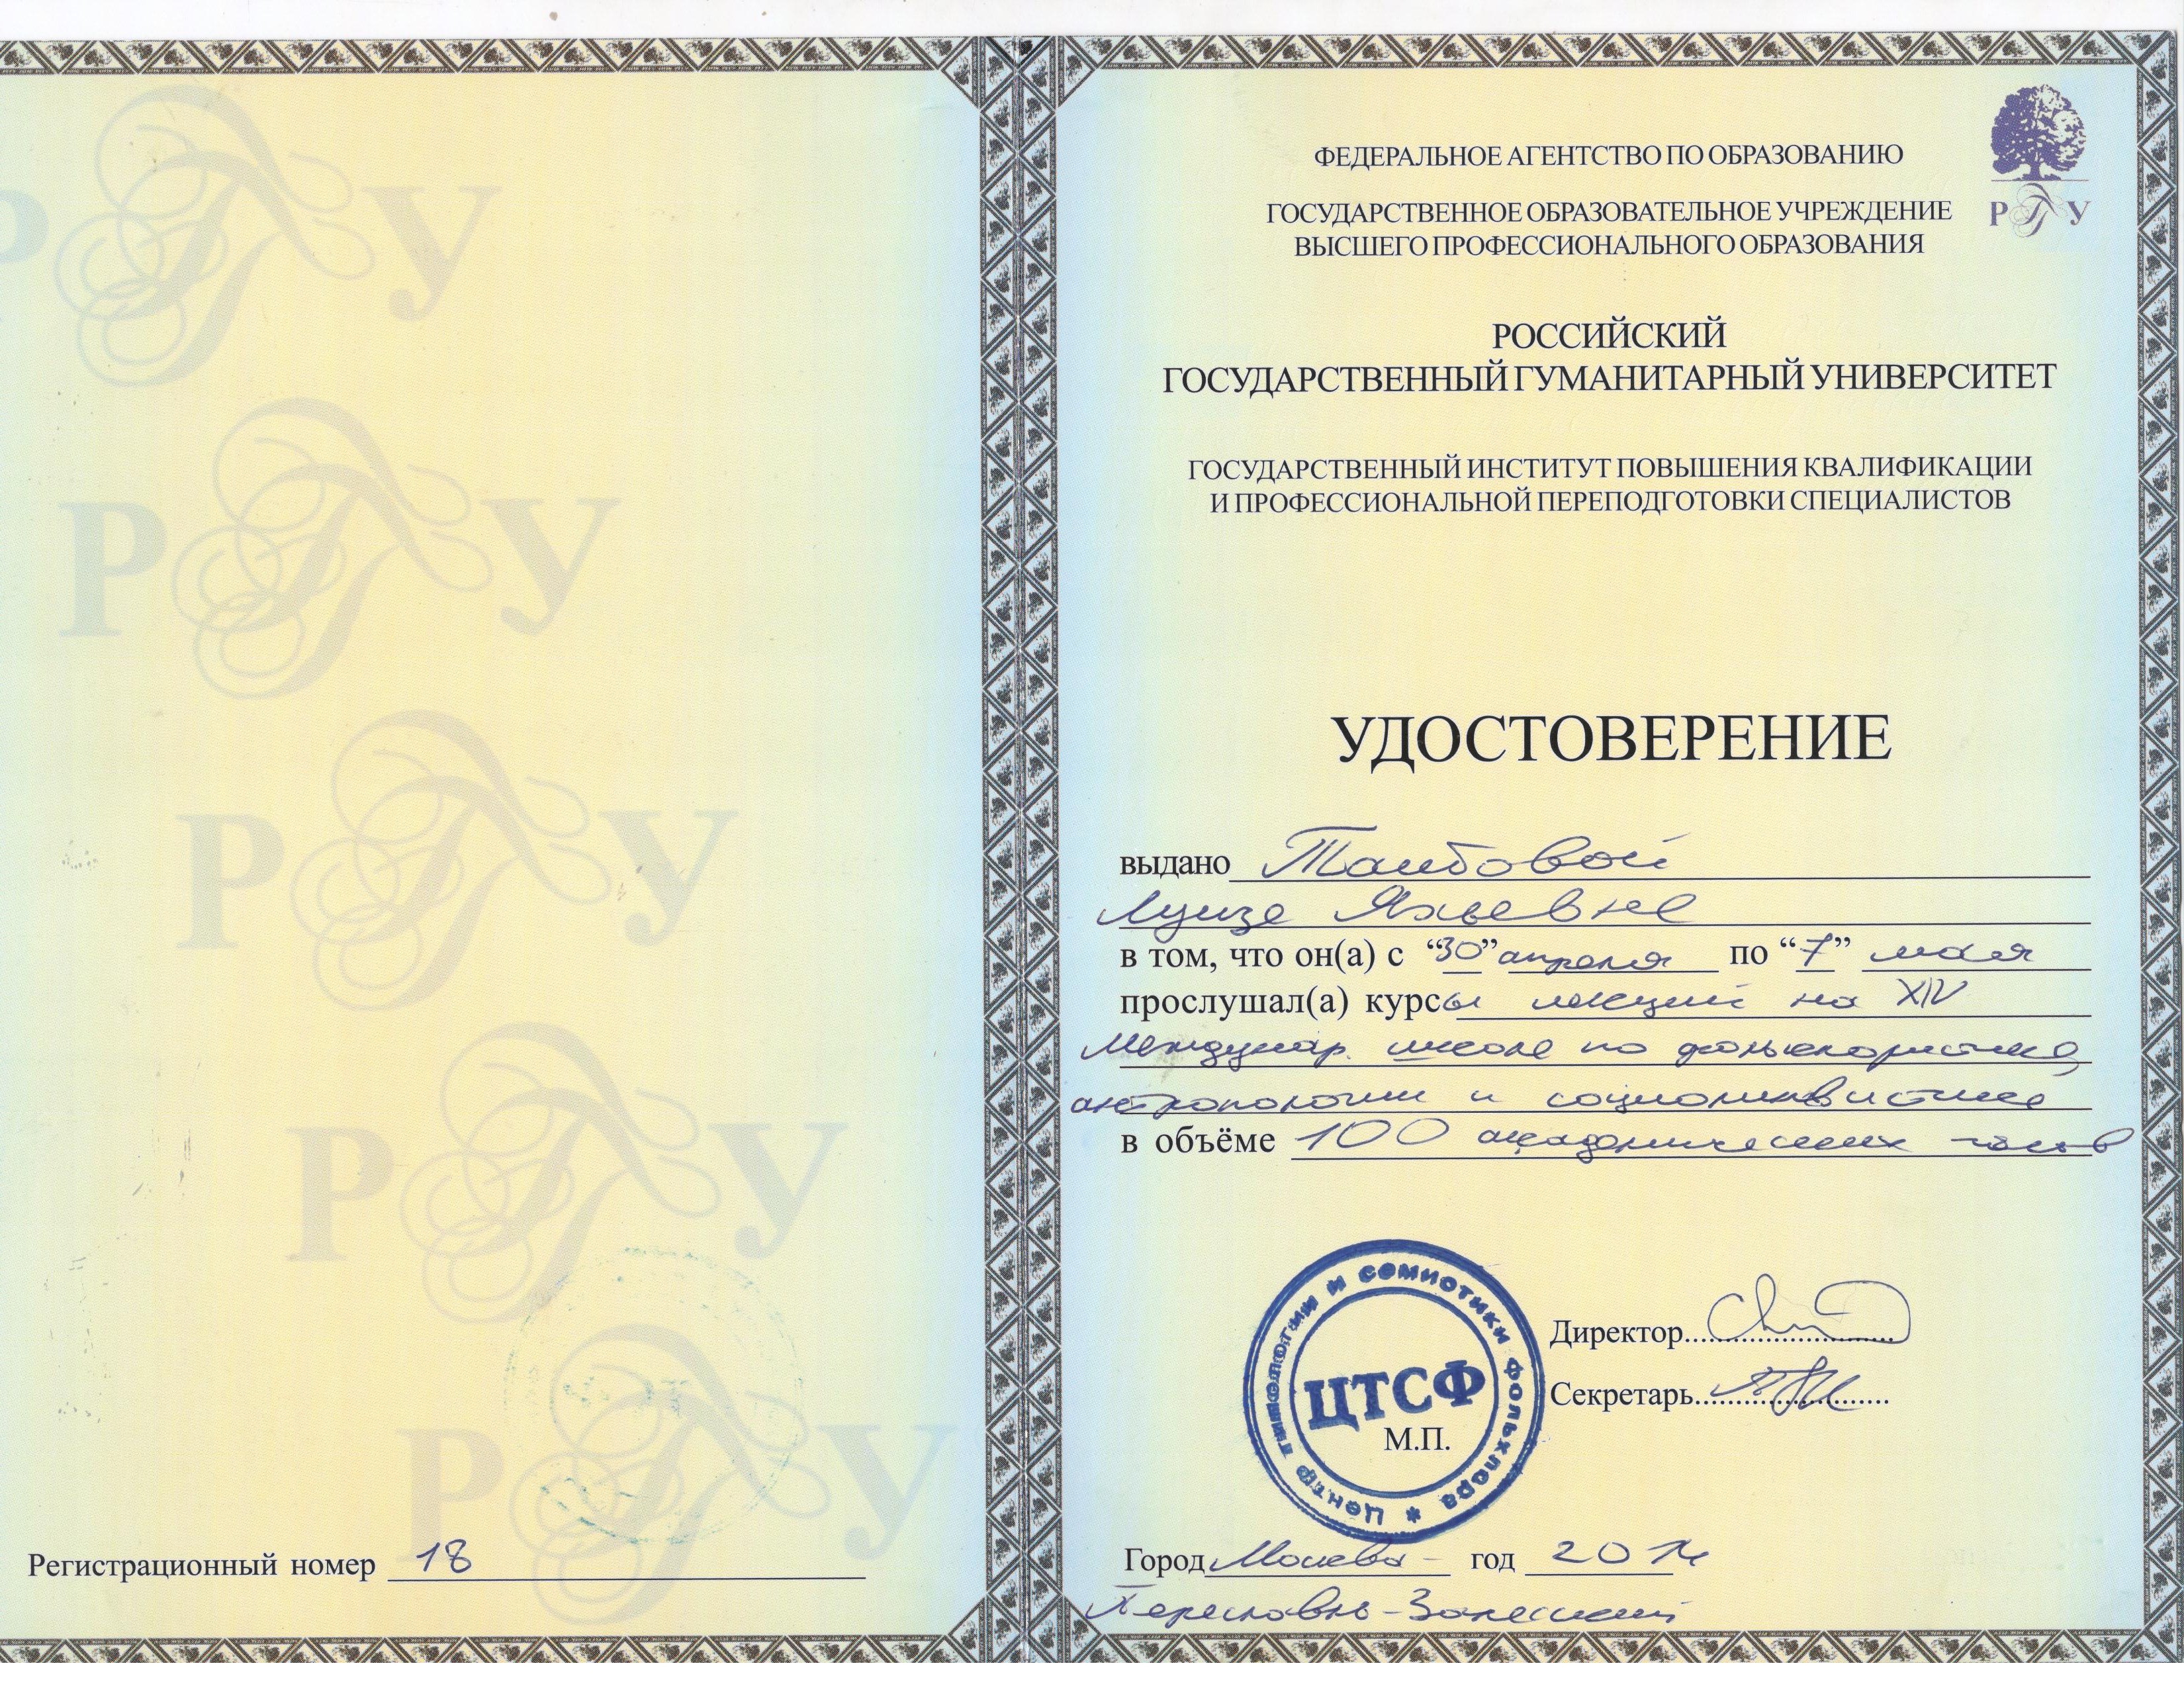 ФЕДЕРАЛЬНОЕ АГЕНТСТВО ПО ОБРАЗОВАНИЮ
ГОСУДАРСТВЕННОЕ ОБРАЗОВАТЕЛЬНОЕ УЧРЕЖДЕНИЕ
ВЫСШЕГО ПРОФЕССИОНАЛЬНОГО ОБРАЗОВАНИЯ
РГГУ
РОССИЙСКИЙ
ГОСУДАРСТВЕННЫЙ ГУМАНИТАРНЫЙ УНИВЕРСИТЕТ
ГОСУДАРСТВЕННЫЙ ИНСТИТУТ ПОВЫШЕНИЯ КВАЛИФИКАЦИИ
И ПРОФЕССИОНАЛЬНОЙ ПЕРЕПОДГОТОВКИ СПЕЦИАЛИСТОВ
УДОСТОВЕРЕНИЕ
выдано
Луизе Яхьевне
в том, что он(а) с “30” апреля по “7” мая
прослушал(а) курсы лекций на XIV
Междунар. школе по фольклористике,
антропологии и социолингвистике
в объёме 100 академических часов
Центр типологии и семиотики фольклора *
ЦТСФ
М.П.
Директор
Секретарь
Город Москва - год 2014
Переславль-Залесский
Регистрационный номер 18